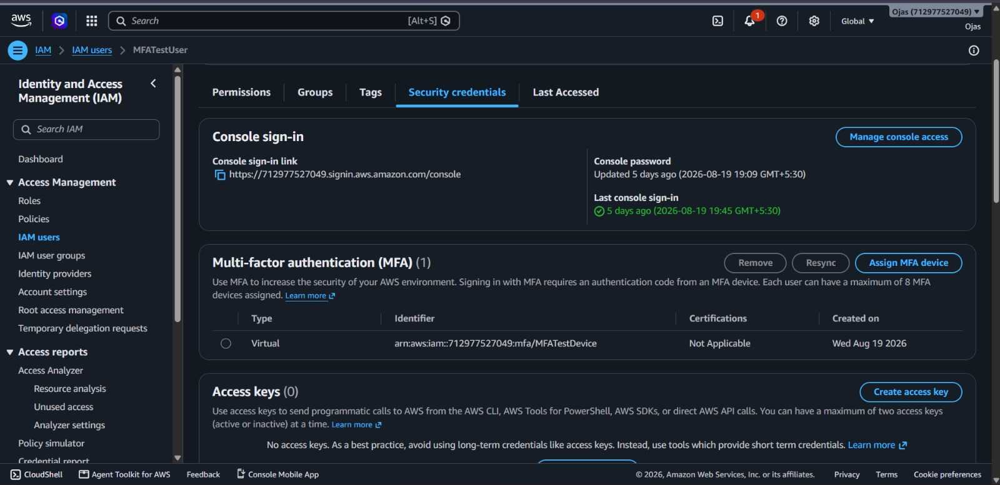 aws
Search [Alt+S]
1
Global
Ojas (712977527049)
Ojas
IAM IAM users MFATestUser
Identity and Access
Management (IAM)
Search IAM
Dashboard
Access Management
Roles
Policies
IAM users
IAM user groups
Identity providers
Account settings
Root access management
Temporary delegation requests
Access reports
Access Analyzer
Resource analysis
Unused access
Analyzer settings
Policy simulator
Credential report
Permissions Groups Tags Security credentials Last Accessed
Console sign-in
Manage console access
Console sign-in link
https://712977527049.signin.aws.amazon.com/console
Console password
Updated 5 days ago (2026-08-19 19:09 GMT+5:30)
Last console sign-in
5 days ago (2026-08-19 19:45 GMT+5:30)
Multi-factor authentication (MFA) (1)
Remove Resync Assign MFA device
Use MFA to increase the security of your AWS environment. Signing in with MFA requires an authentication code from an MFA device. Each user can have a maximum of 8 MFA
devices assigned. Learn more
Type Identifier Certifications Created on
Virtual arn:aws:iam::712977527049:mfa/MFATestDevice Not Applicable Wed Aug 19 2026
Access keys (0)
Create access key
Use access keys to send programmatic calls to AWS from the AWS CLI, AWS Tools for PowerShell, AWS SDKs, or direct AWS API calls. You can have a maximum of two access keys
(active or inactive) at a time. Learn more
No access keys. As a best practice, avoid using long-term credentials like access keys. Instead, use tools which provide short term credentials. Learn more
CloudShell Agent Toolkit for AWS Feedback Console Mobile App
© 2026, Amazon Web Services, Inc. or its affiliates. Privacy Terms Cookie preferences